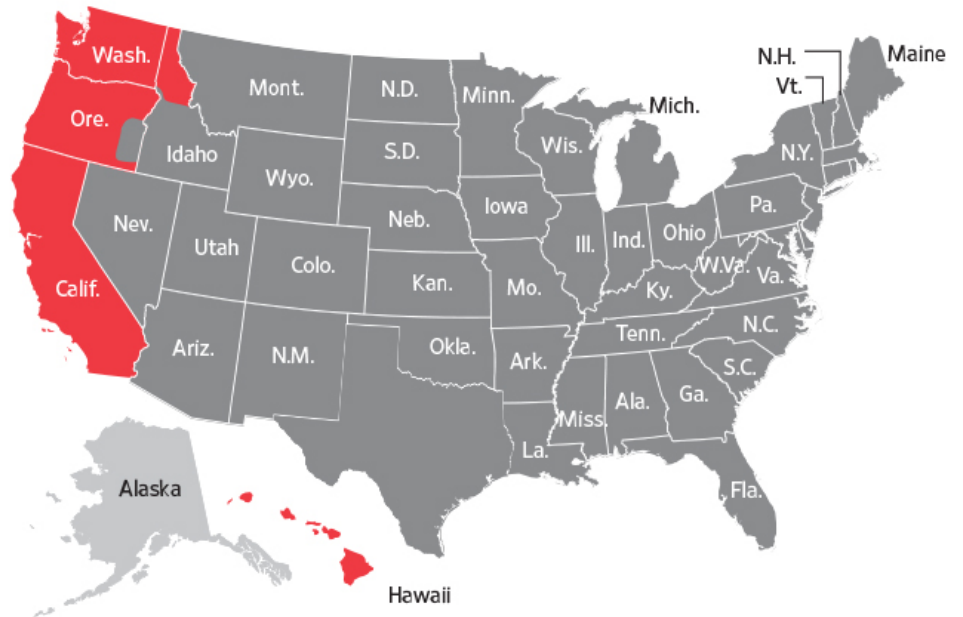 Wash.
Mont.
N.D.
Minn.
Mich.
N.H.
Maine
Vt.
Ore.
Idaho
S.D.
Wis.
N.Y.
Wyo.
Nev.
Utah
Neb.
Iowa
Ill.
Ind.
Ohio
Pa.
Calif.
Colo.
Kan.
Mo.
Ky.
W.Va.
Va.
Ariz.
N.M.
Okla.
Ark.
Tenn.
N.C.
S.C.
Miss.
Ala.
Ga.
La.
Fla.
Alaska
Hawaii